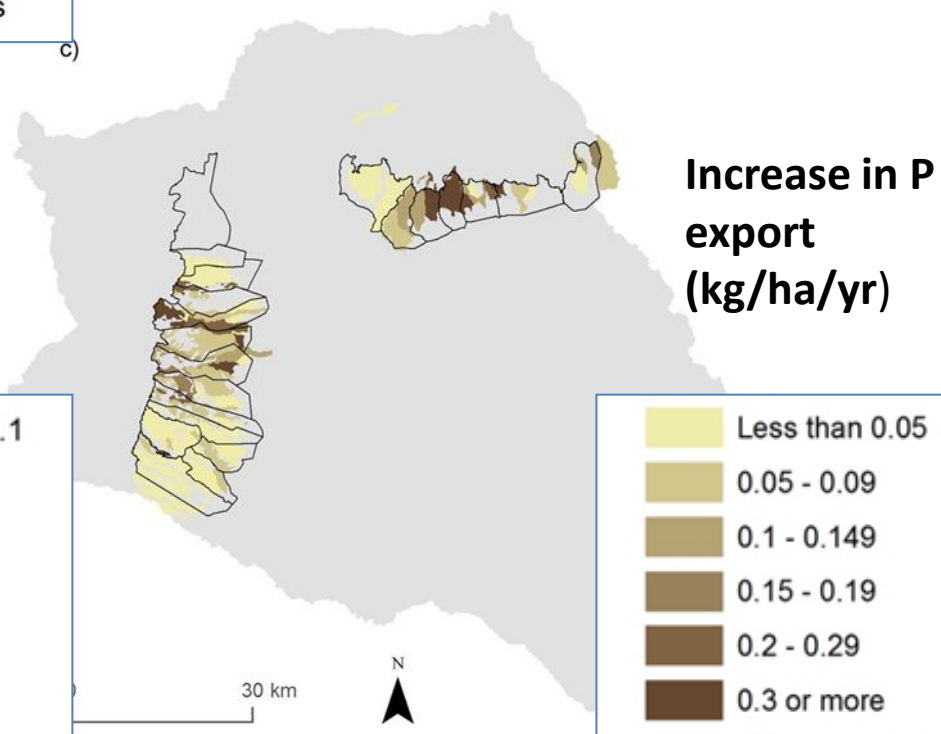 s
c)
Increase in P
export
(kg/ha/yr)
.1
Less than 0.05
0.05 - 0.09
0.1 - 0.149
0.15 - 0.19
0.2 - 0.29
0.3 or more
N
30 km